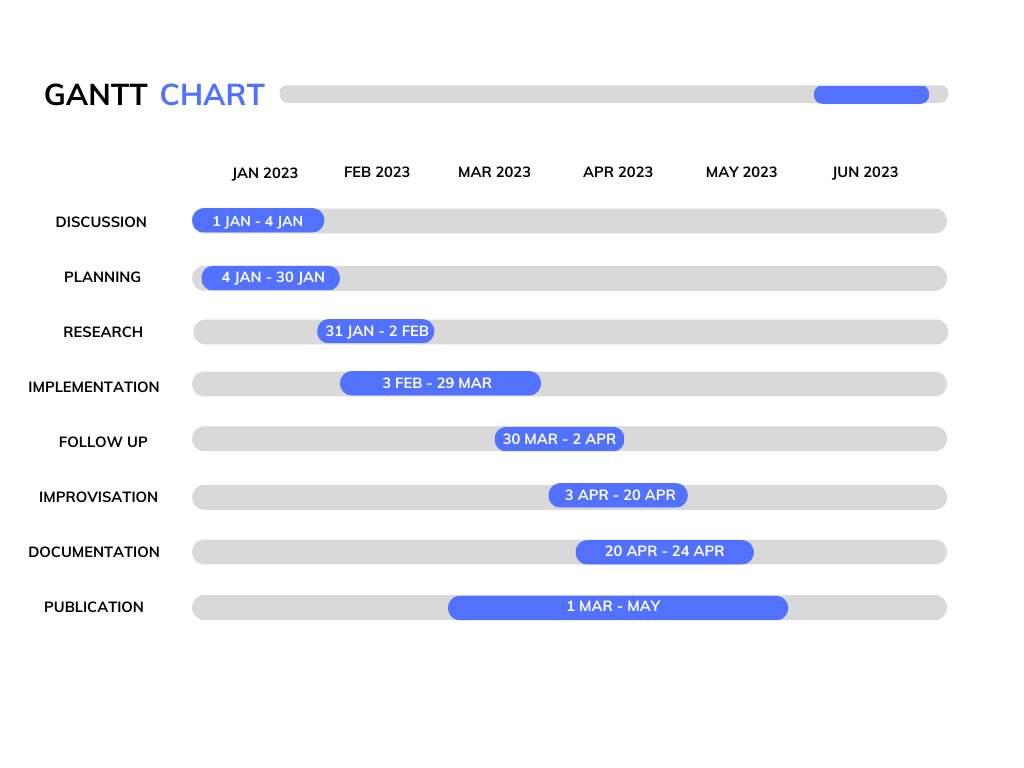 GANTT CHART
JAN 2023 FEB 2023 MAR 2023 APR 2023 MAY 2023 JUN 2023
DISCUSSION 1 JAN - 4 JAN
PLANNING 4 JAN - 30 JAN
RESEARCH 31 JAN - 2 FEB
IMPLEMENTATION 3 FEB - 29 MAR
FOLLOW UP 30 MAR - 2 APR
IMPROVISATION 3 APR - 20 APR
DOCUMENTATION 20 APR - 24 APR
PUBLICATION 1 MAR - MAY